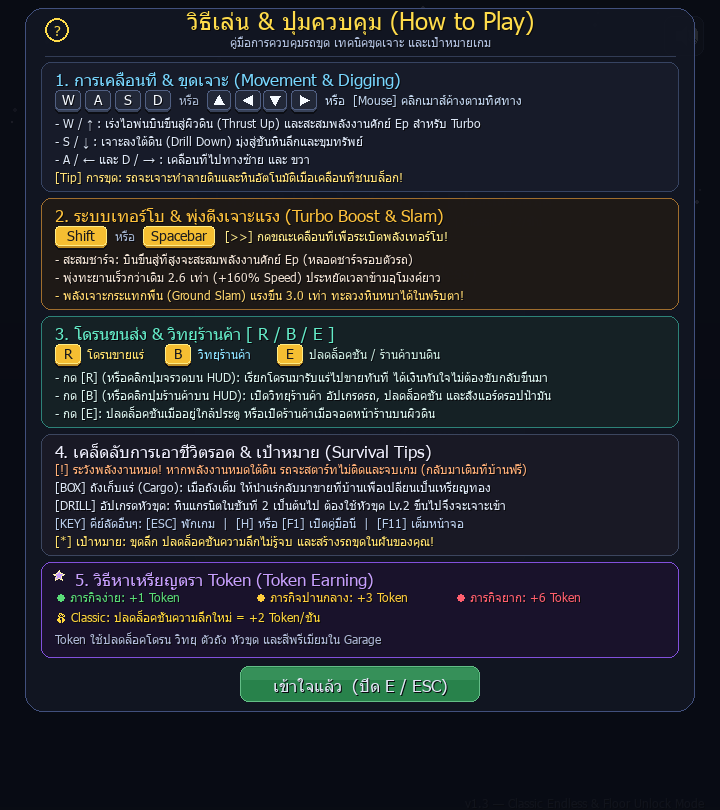 ?
วิธีเล่น & ปุ่มควบคุม (How to Play)
คู่มือการควบคุมรถขุด เทคนิคขุดเจาะ และเป้าหมายเกม
1. การเคลื่อนที่ & ขุดเจาะ (Movement & Digging)
W A S D หรือ ▲ ◀ ▼ ▶ หรือ [Mouse] คลิกเมาส์ค้างตามทิศทาง
- W / ↑ : เร่งไอพ่นบินขึ้นสู่ผิวดิน (Thrust Up) และสะสมพลังงานศักย์ Ep สำหรับ Turbo
- S / ↓ : เจาะลงใต้ดิน (Drill Down) มุ่งสู่ชั้นหินลึกและขุมทรัพย์
- A / ← และ D / → : เคลื่อนที่ไปทางซ้าย และ ขวา
[Tip] การขุด: รถจะเจาะทำลายดินและหินอัตโนมัติเมื่อเคลื่อนที่ชนบล็อก!
2. ระบบเทอร์โบ & พุ่งดิ่งเจาะแรง (Turbo Boost & Slam)
Shift หรือ Spacebar [>>] กดขณะเคลื่อนที่เพื่อระเบิดพลังเทอร์โบ!
- สะสมชาร์จ: บินขึ้นสู่ที่สูงจะสะสมพลังงานศักย์ Ep (หลอดชาร์จรอบตัวรถ)
- พุ่งทะยานเร็วกว่าเดิม 2.6 เท่า (+160% Speed) ประหยัดเวลาข้ามอุโมงค์ยาว
- พลังเจาะกระแทกพื้น (Ground Slam) แรงขึ้น 3.0 เท่า ทะลวงหินหนาได้ในพริบตา!
3. โดรนขนส่ง & วิทยุร้านค้า [ R / B / E ]
R โดรนขายแร่ B วิทยุร้านค้า E ปลดล็อคชั้น / ร้านค้าบนดิน
- กด [R] (หรือคลิกปุ่มจรวดบน HUD): เรียกโดรนมารับแร่ไปขายทันที ได้เงินทันใจไม่ต้องขับกลับขึ้นมา
- กด [B] (หรือคลิกปุ่มร้านค้าบน HUD): เปิดวิทยุร้านค้า อัปเกรดรถ, ปลดล็อคชั้น และสั่งแอร์ดรอปน้ำมัน
- กด [E]: ปลดล็อคชั้นเมื่ออยู่ใกล้ประตู หรือเปิดร้านค้าเมื่อจอดหน้าร้านบนผิวดิน
4. เคล็ดลับการเอาชีวิตรอด & เป้าหมาย (Survival Tips)
[!] ระวังพลังงานหมด! หากพลังงานหมดใต้ดิน รถจะสตาร์ทไม่ติดและจบเกม (กลับมาเติมที่บ้านฟรี)
[BOX] ถังเก็บแร่ (Cargo): เมื่อถังเต็ม ให้นำแร่กลับมาขายที่บ้านเพื่อเปลี่ยนเป็นเหรียญทอง
[DRILL] อัปเกรดหัวขุด: หินแกรนิตในชั้นที่ 2 เป็นต้นไป ต้องใช้หัวขุด Lv.2 ขึ้นไปจึงจะเจาะเข้า
[KEY] คีย์ลัดอื่นๆ: [ESC] พักเกม | [H] หรือ [F1] เปิดคู่มือนี้ | [F11] เต็มหน้าจอ
[*] เป้าหมาย: ขุดลึก ปลดล็อคชั้นความลึกไม่รู้จบ และสร้างรถขุดในฝันของคุณ!
5. วิธีหาเหรียญตรา Token (Token Earning)
ภารกิจง่าย: +1 Token ภารกิจปานกลาง: +3 Token ภารกิจยาก: +6 Token
Classic: ปลดล็อคชั้นความลึกใหม่ = +2 Token/ชั้น
Token ใช้ปลดล็อคโดรน วิทยุ ตัวถัง หัวขุด และสีพรีเมียมใน Garage
เข้าใจแล้ว (ปิด E / ESC)